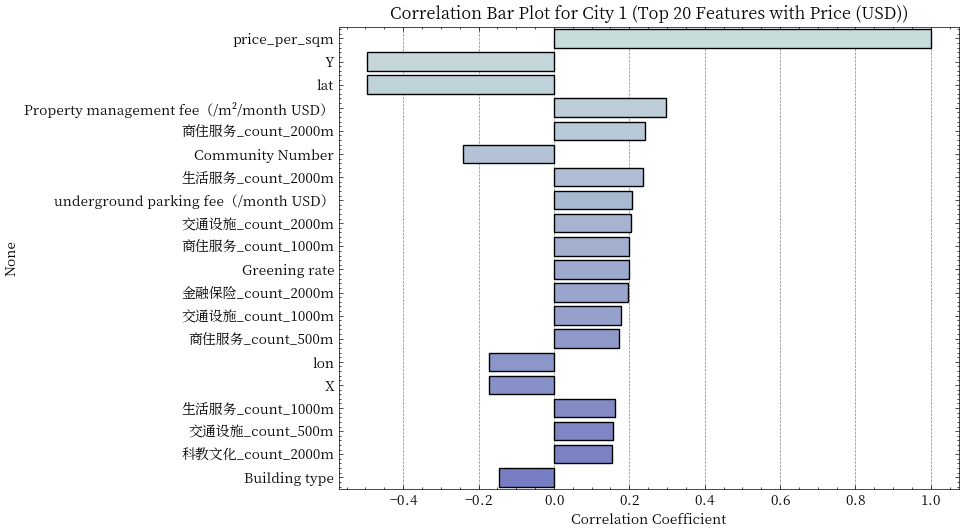 Correlation Bar Plot for City 1 (Top 20 Features with Price (USD))
price_per_sqm
Y
lat
Property management fee（/m²/month USD）
商住服务_count_2000m
Community Number
生活服务_count_2000m
underground parking fee（/month USD）
交通设施_count_2000m
商住服务_count_1000m
Greening rate
金融保险_count_2000m
交通设施_count_1000m
商住服务_count_500m
lon
X
生活服务_count_1000m
交通设施_count_500m
科教文化_count_2000m
Building type
None
−0.4 −0.2 0.0 0.2 0.4 0.6 0.8 1.0
Correlation Coefficient